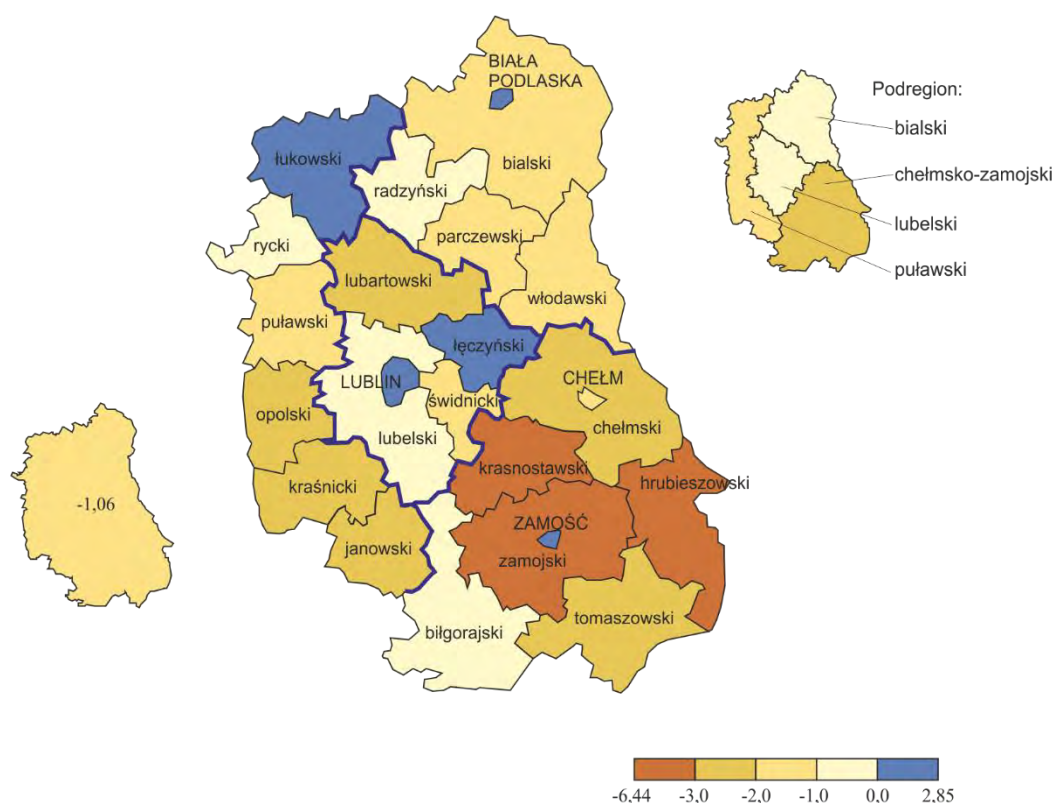 BIAŁA
PODLASKA
Podregion:
bialski
chełmsko-zamojski
lubelski
puławski
łukowski
bialski
radzyński
rycki
parczewski
lubartowski
włodawski
puławski
łęczyński
LUBLIN
CHEŁM
świdnicki
opolski
chełmski
lubelski
krasnostawski
hrubieszowski
kraśnicki
-1,06
ZAMOŚĆ
janowski
zamojski
tomaszowski
biłgorajski
-6,44 -3,0 -2,0 -1,0 0,0 2,85